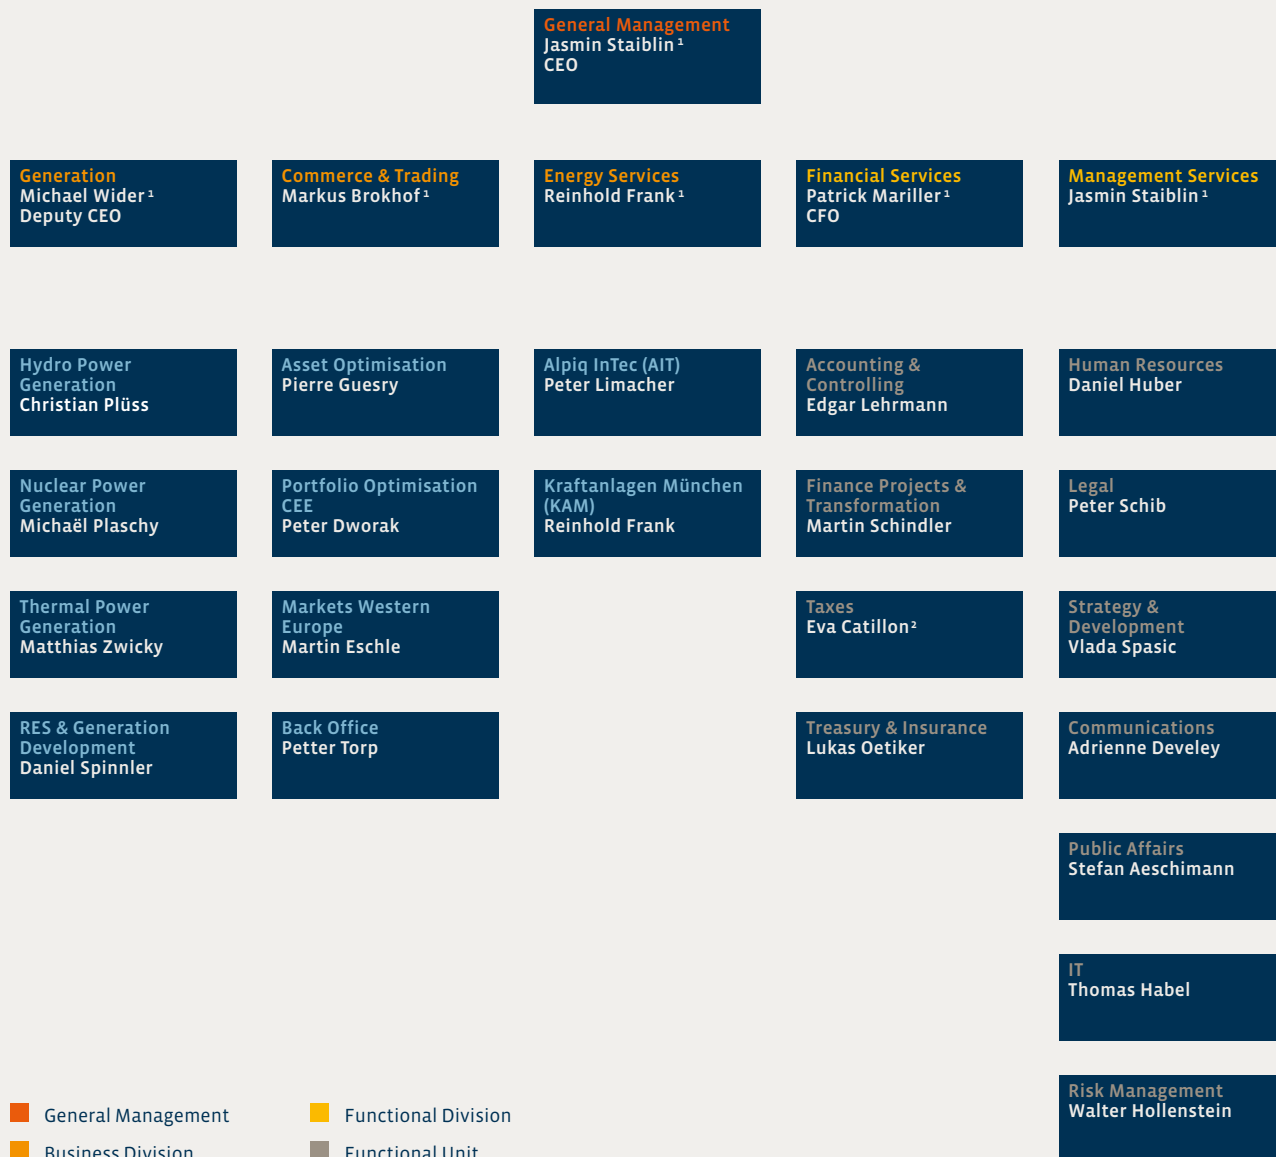 General Management
Jasmin Staiblin ¹
CEO
Generation
Michael Wider ¹
Deputy CEO
Commerce & Trading
Markus Brokhof ¹
Energy Services
Reinhold Frank ¹
Financial Services
Patrick Mariller ¹
CFO
Management Services
Jasmin Staiblin ¹
Hydro Power
Generation
Christian Plüss
Asset Optimisation
Pierre Guesry
Alpiq InTec (AIT)
Peter Limacher
Accounting &
Controlling
Edgar Lehrmann
Human Resources
Daniel Huber
Nuclear Power
Generation
Michaël Plaschy
Portfolio Optimisation
CEE
Peter Dworak
Kraftanlagen München
(KAM)
Reinhold Frank
Finance Projects &
Transformation
Martin Schindler
Legal
Peter Schib
Thermal Power
Generation
Matthias Zwicky
Markets Western
Europe
Martin Eschle
Taxes
Eva Catillon²
Strategy &
Development
Vlada Spasic
RES & Generation
Development
Daniel Spinnler
Back Office
Petter Torp
Treasury & Insurance
Lukas Oetiker
Communications
Adrienne Develey
Public Affairs
Stefan Aeschimann
IT
Thomas Habel
Risk Management
Walter Hollenstein
General Management
Functional Division
Business Division
Functional Unit